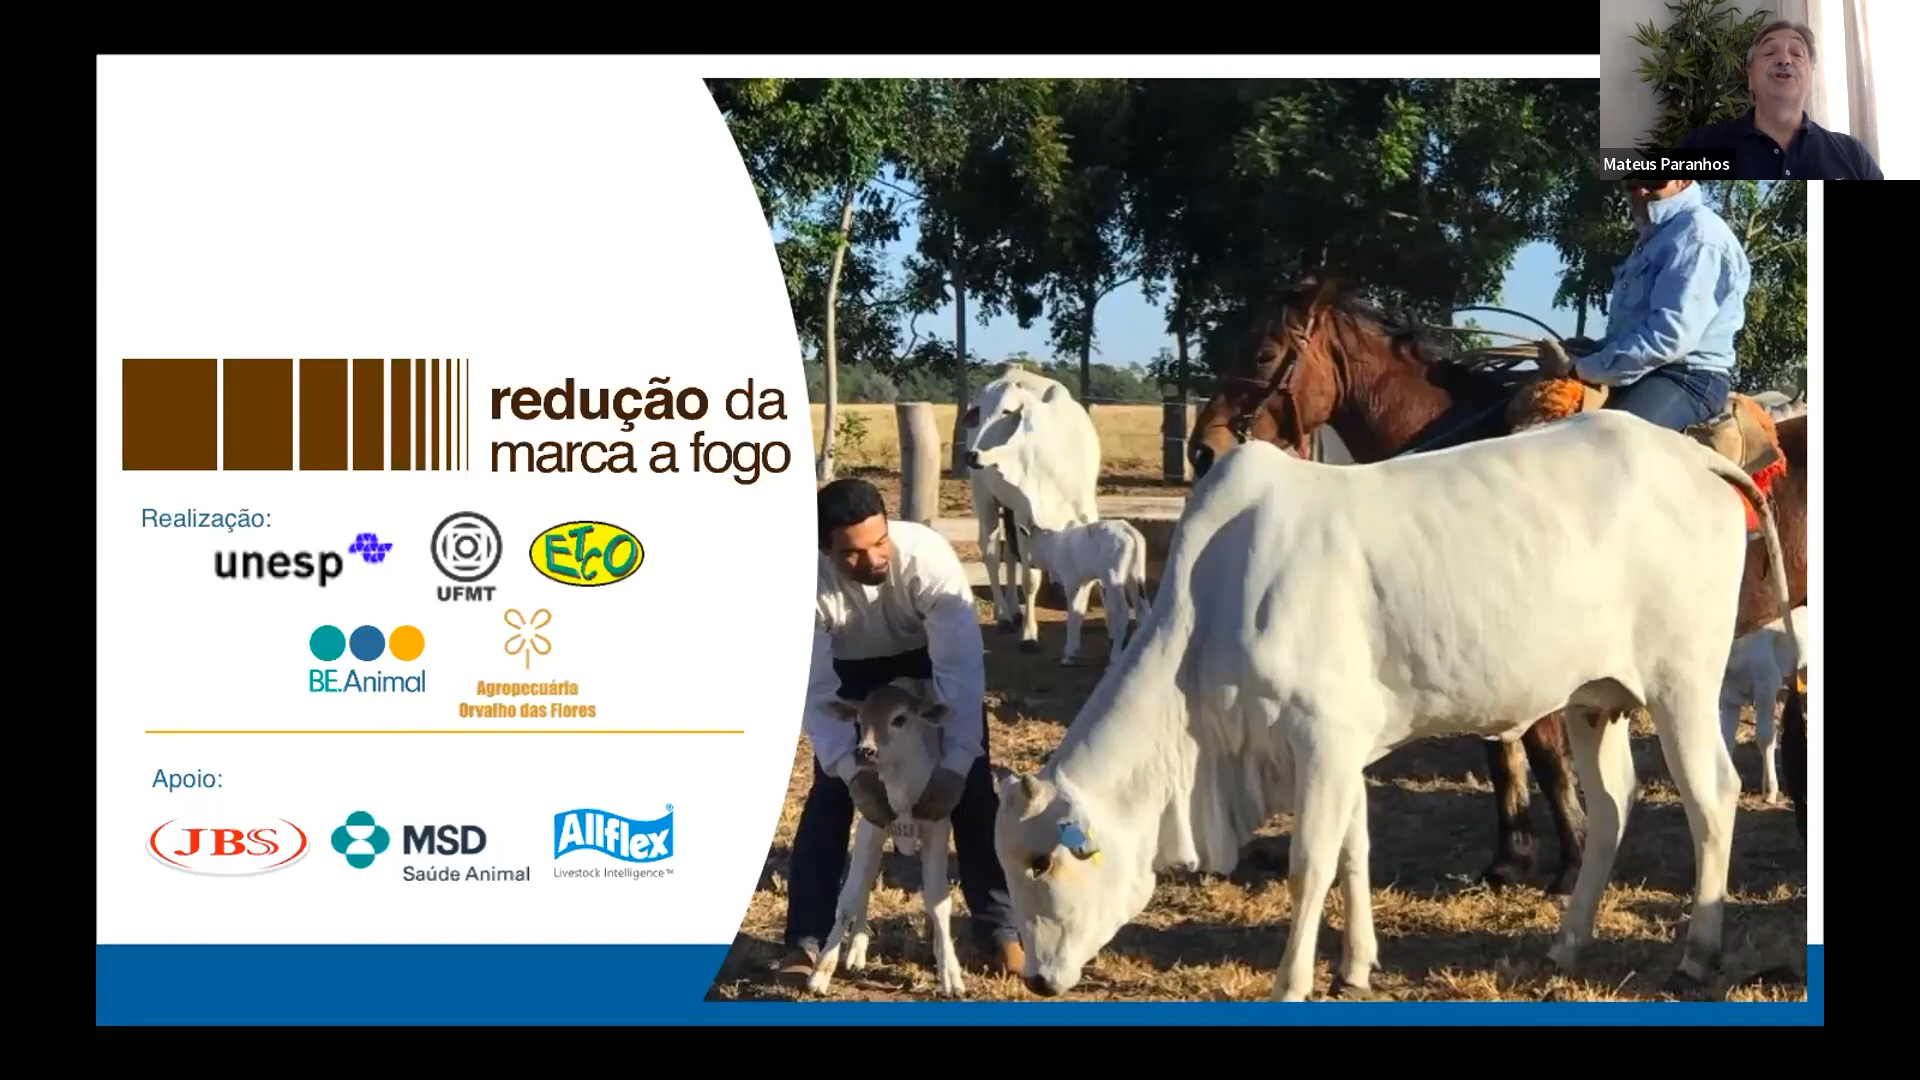 Mateus Paranhos
redução da
marca a fogo
Realização:
unesp
UFMT
ETCO
BE.Animal
Agropecuária
Orvalho das Flores
Apoio:
JBS
MSD
Saúde Animal
Allflex®
Livestock Intelligence™